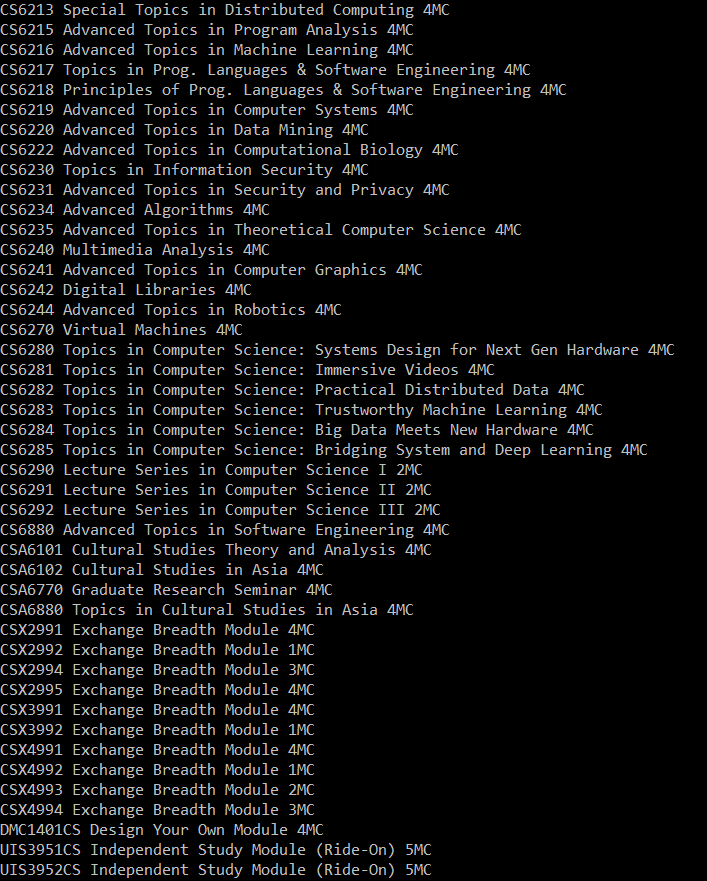 CS6213 Special Topics in Distributed Computing 4MC
CS6215 Advanced Topics in Program Analysis 4MC
CS6216 Advanced Topics in Machine Learning 4MC
CS6217 Topics in Prog. Languages & Software Engineering 4MC
CS6218 Principles of Prog. Languages & Software Engineering 4MC
CS6219 Advanced Topics in Computer Systems 4MC
CS6220 Advanced Topics in Data Mining 4MC
CS6222 Advanced Topics in Computational Biology 4MC
CS6230 Topics in Information Security 4MC
CS6231 Advanced Topics in Security and Privacy 4MC
CS6234 Advanced Algorithms 4MC
CS6235 Advanced Topics in Theoretical Computer Science 4MC
CS6240 Multimedia Analysis 4MC
CS6241 Advanced Topics in Computer Graphics 4MC
CS6242 Digital Libraries 4MC
CS6244 Advanced Topics in Robotics 4MC
CS6270 Virtual Machines 4MC
CS6280 Topics in Computer Science: Systems Design for Next Gen Hardware 4MC
CS6281 Topics in Computer Science: Immersive Videos 4MC
CS6282 Topics in Computer Science: Practical Distributed Data 4MC
CS6283 Topics in Computer Science: Trustworthy Machine Learning 4MC
CS6284 Topics in Computer Science: Big Data Meets New Hardware 4MC
CS6285 Topics in Computer Science: Bridging System and Deep Learning 4MC
CS6290 Lecture Series in Computer Science I 2MC
CS6291 Lecture Series in Computer Science II 2MC
CS6292 Lecture Series in Computer Science III 2MC
CS6880 Advanced Topics in Software Engineering 4MC
CSA6101 Cultural Studies Theory and Analysis 4MC
CSA6102 Cultural Studies in Asia 4MC
CSA6770 Graduate Research Seminar 4MC
CSA6880 Topics in Cultural Studies in Asia 4MC
CSX2991 Exchange Breadth Module 4MC
CSX2992 Exchange Breadth Module 1MC
CSX2994 Exchange Breadth Module 3MC
CSX2995 Exchange Breadth Module 4MC
CSX3991 Exchange Breadth Module 4MC
CSX3992 Exchange Breadth Module 1MC
CSX4991 Exchange Breadth Module 4MC
CSX4992 Exchange Breadth Module 1MC
CSX4993 Exchange Breadth Module 2MC
CSX4994 Exchange Breadth Module 3MC
DMC1401CS Design Your Own Module 4MC
UIS3951CS Independent Study Module (Ride-On) 5MC
UIS3952CS Independent Study Module (Ride-On) 5MC